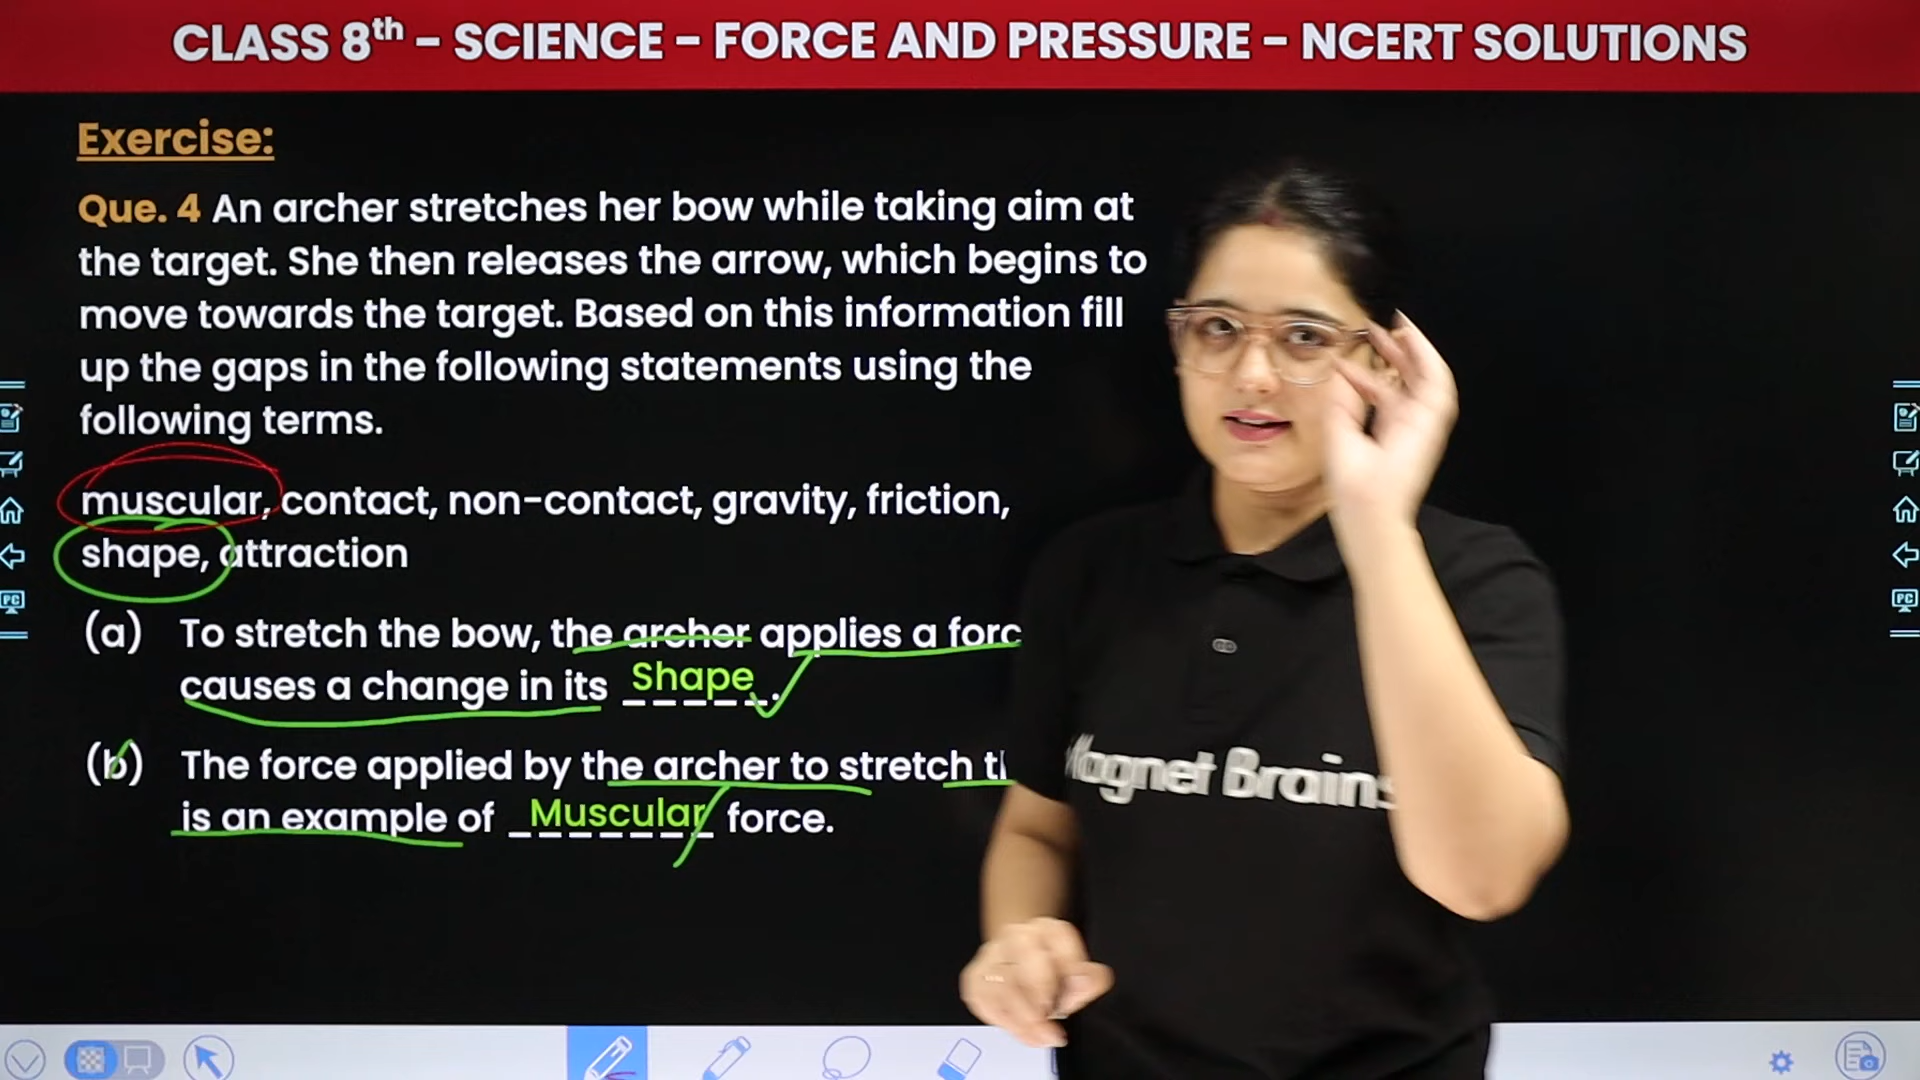 CLASS 8th - SCIENCE - FORCE AND PRESSURE - NCERT SOLUTIONS
Exercise:
Que. 4 An archer stretches her bow while taking aim at
the target. She then releases the arrow, which begins to
move towards the target. Based on this information fill
up the gaps in the following statements using the
following terms.
muscular, contact, non-contact, gravity, friction,
shape, attraction
(a) To stretch the bow, the archer applies a forc
causes a change in its Shape.
(b) The force applied by the archer to stretch
is an example of Muscular force.
Magnet Brains
PC
PC